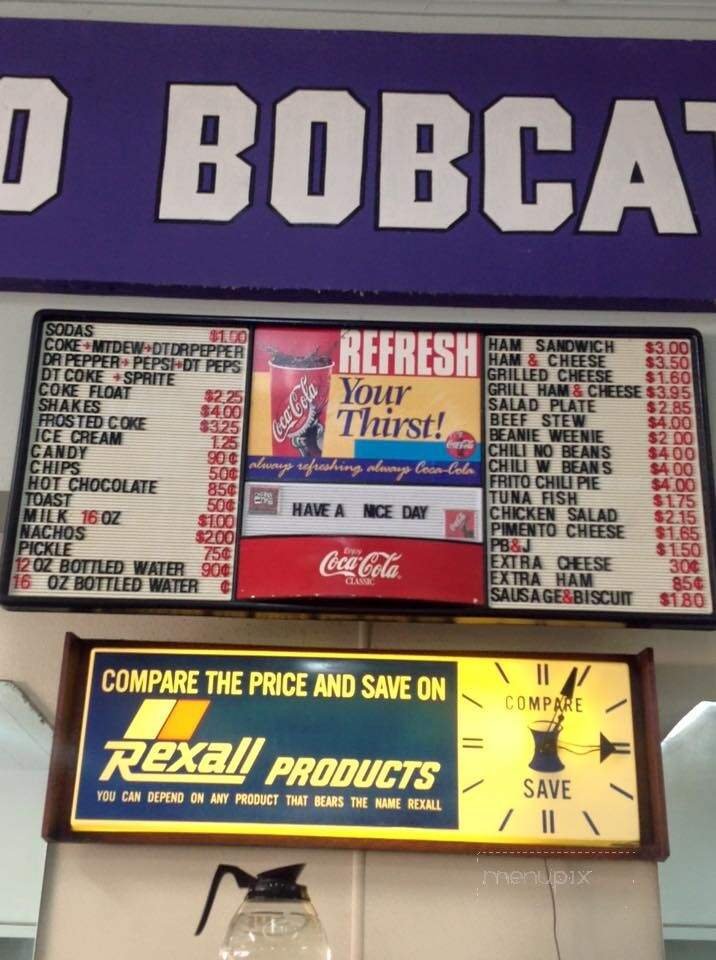 O BOBCAT
SODAS $1.00
COKE+MTDEW+DTDRPEPPER
DR PEPPER+ PEPSI+DT PEPS
DT COKE +SPRITE
COKE FLOAT $2.25
SHAKES $4.00
FROSTED COKE $3.25
ICE CREAM 1.25
CANDY 90¢
CHIPS 50¢
HOT CHOCOLATE 85¢
TOAST 50¢
MILK 16 OZ $1.00
NACHOS $2.00
PICKLE 75¢
12 OZ BOTTLED WATER 90¢
16 OZ BOTTLED WATER ¢
REFRESH
Your
Thirst!
Coca-Cola
Coca-Cola
always refreshing always Coca-Cola
HAVE A NICE DAY
Enjoy
Coca-Cola
CLASSIC
HAM SANDWICH $3.00
HAM & CHEESE $3.50
GRILLED CHEESE $1.60
GRILL HAM & CHEESE $3.95
SALAD PLATE $2.85
BEEF STEW $4.00
BEANIE WEENIE $2.00
CHILI NO BEANS $4.00
CHILI W BEANS $4.00
FRITO CHILI PIE $4.00
TUNA FISH $1.75
CHICKEN SALAD $2.15
PIMENTO CHEESE $1.65
PB&J $1.50
EXTRA CHEESE 30¢
EXTRA HAM 85¢
SAUSAGE&BISCUIT $1.80
COMPARE THE PRICE AND SAVE ON
Rexall PRODUCTS
YOU CAN DEPEND ON ANY PRODUCT THAT BEARS THE NAME REXALL
COMPARE
SAVE
menupix